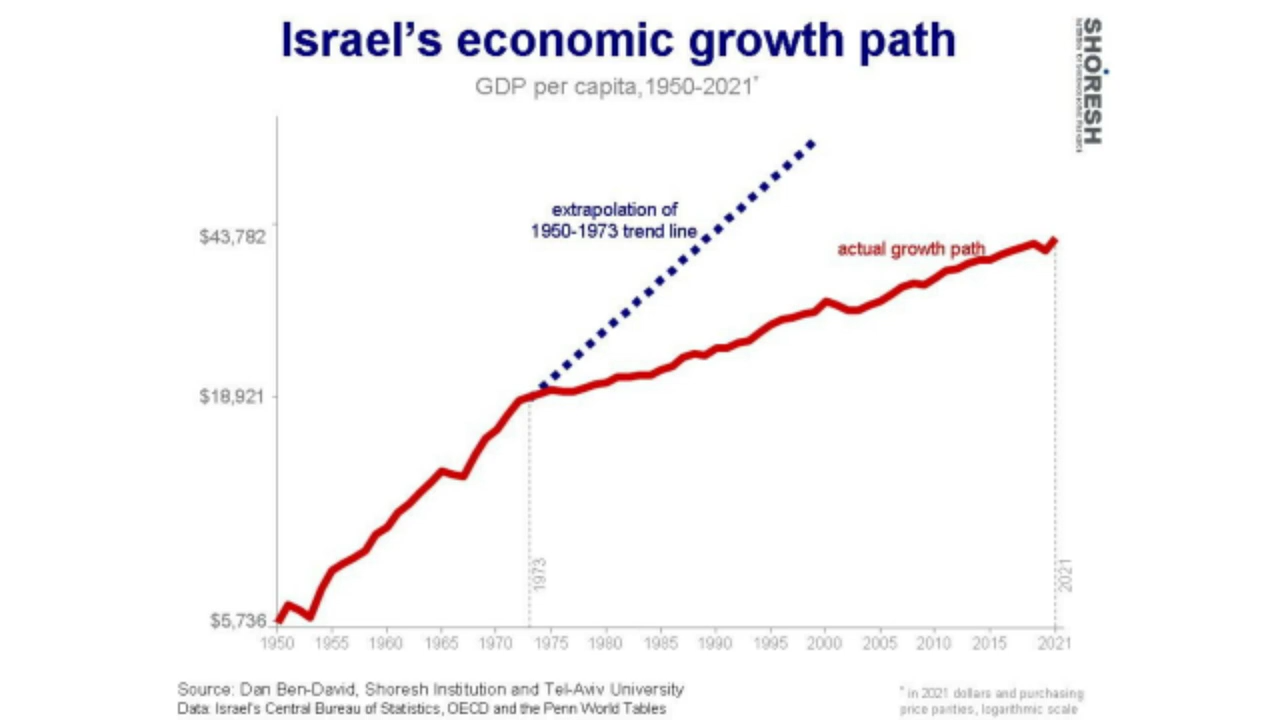 Israel's economic growth path
GDP per capita, 1950-2021*
SHORESH
$43,782
$18,921
$5,736
extrapolation of
1950-1973 trend line
actual growth path
1973
2021
1950 1955 1960 1965 1970 1975 1980 1985 1990 1995 2000 2005 2010 2015 2021
Source: Dan Ben-David, Shoresh Institution and Tel-Aviv University
Data: Israel's Central Bureau of Statistics, OECD and the Penn World Tables
* in 2021 dollars and purchasing
price parities, logarithmic scale